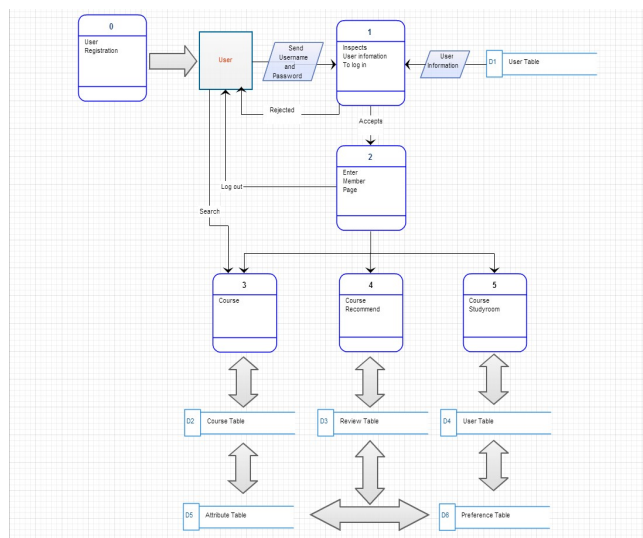 0
User
Registration
User
Send
Username
and
Password
1
Inspects
User infomation
To log in
User
Information
D1 User Table
Rejected
Accepts
2
Enter
Member
Page
Log out
Search
3
Course
4
Course
Recommend
5
Course
Studyroom
D2 Course Table
D3 Review Table
D4 User Table
D5 Attribute Table
D6 Preference Table